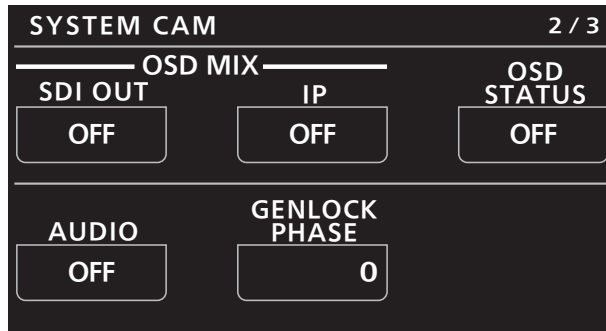 SYSTEM CAM 2 / 3
OSD MIX
SDI OUT IP OSD STATUS
OFF OFF OFF
AUDIO GENLOCK PHASE
OFF 0